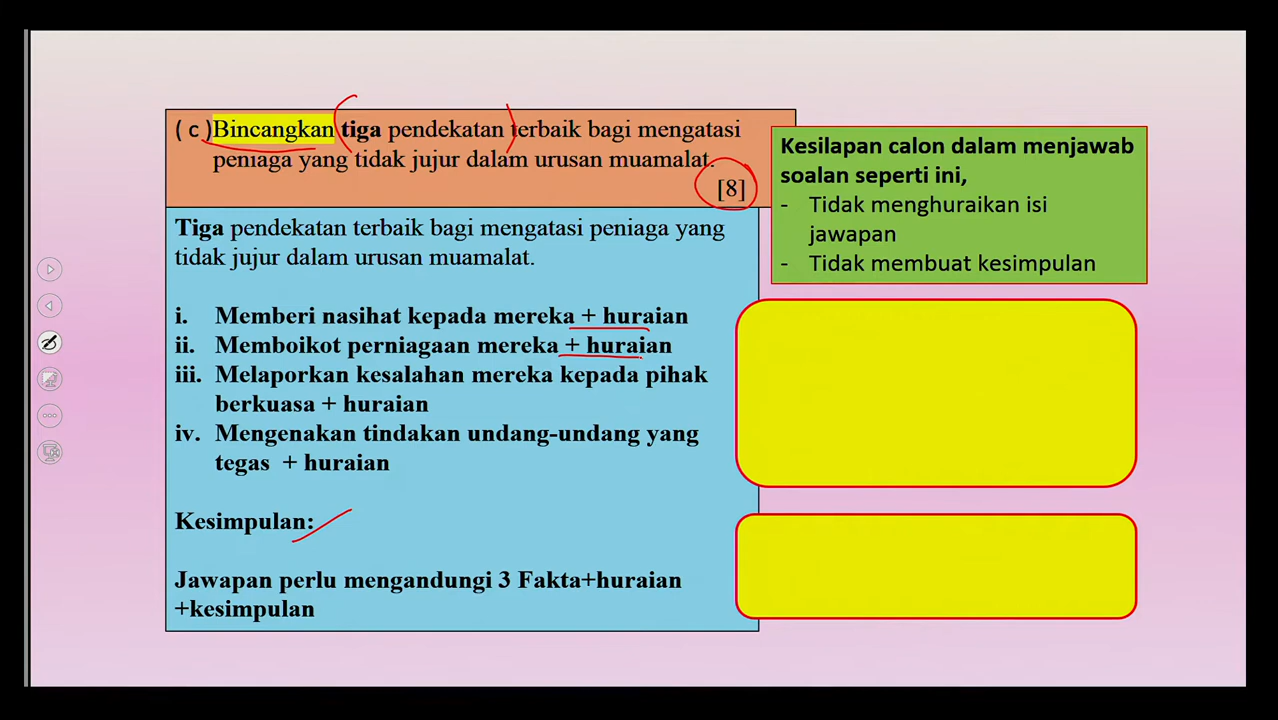 ( c )Bincangkan tiga pendekatan terbaik bagi mengatasi
peniaga yang tidak jujur dalam urusan muamalat.
[8]
Tiga pendekatan terbaik bagi mengatasi peniaga yang
tidak jujur dalam urusan muamalat.
i. Memberi nasihat kepada mereka + huraian
ii. Memboikot perniagaan mereka + huraian
iii. Melaporkan kesalahan mereka kepada pihak
berkuasa + huraian
iv. Mengenakan tindakan undang-undang yang
tegas + huraian
Kesimpulan:
Jawapan perlu mengandungi 3 Fakta+huraian
+kesimpulan
Kesilapan calon dalam menjawab
soalan seperti ini,
- Tidak menghuraikan isi
jawapan
- Tidak membuat kesimpulan